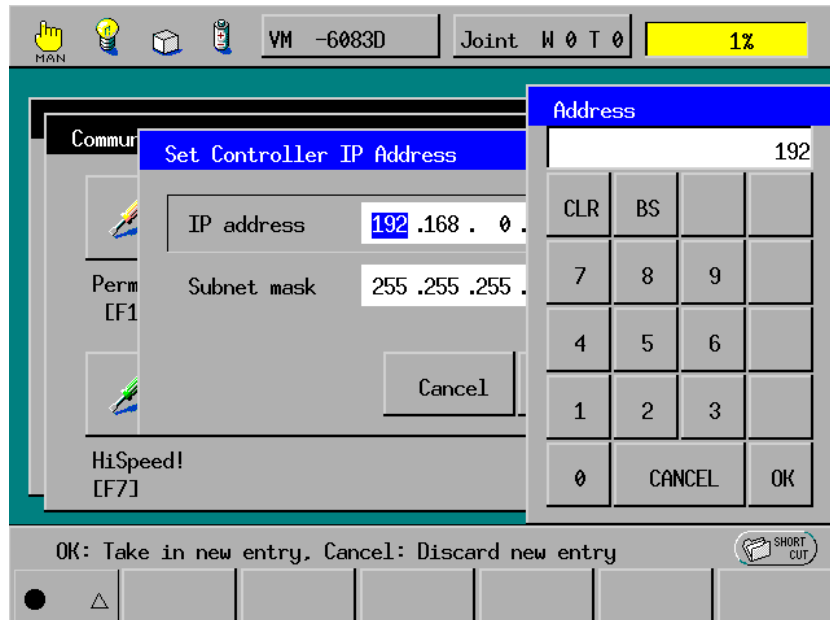 MAN
VM -6083D
Joint W 0 T 0
1%
Address
192
Commun
Set Controller IP Address
IP address 192 .168 . 0 .
Subnet mask 255 .255 .255 .
Cancel
Perm
[F1
HiSpeed!
[F7]
CLR BS
7 8 9
4 5 6
1 2 3
0 CANCEL OK
OK: Take in new entry, Cancel: Discard new entry
SHORT
CUT